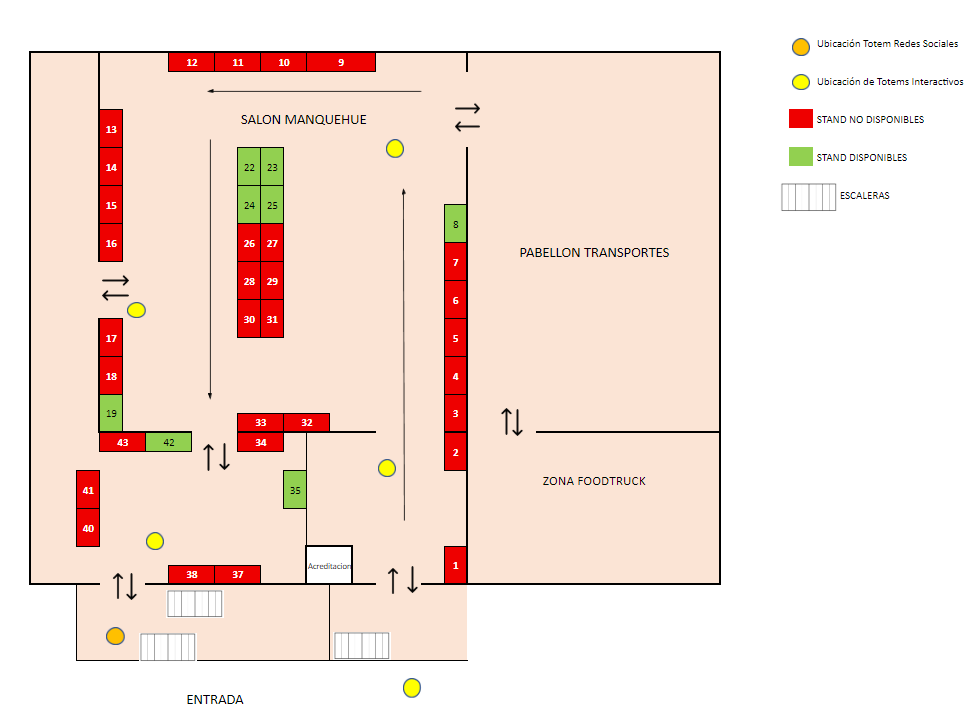 Ubicación Totem Redes Sociales
Ubicación de Totems Interactivos
STAND NO DISPONIBLES
STAND DISPONIBLES
ESCALERAS
12 11 10 9
SALON MANQUEHUE
13
14
15
16
22 23
24 25
26 27
28 29
30 31
8
7
6
5
4
3
2
1
PABELLON TRANSPORTES
17
18
19
33 32
43 42
34
41
40
35
ZONA FOODTRUCK
38 37
Acreditacion
ENTRADA